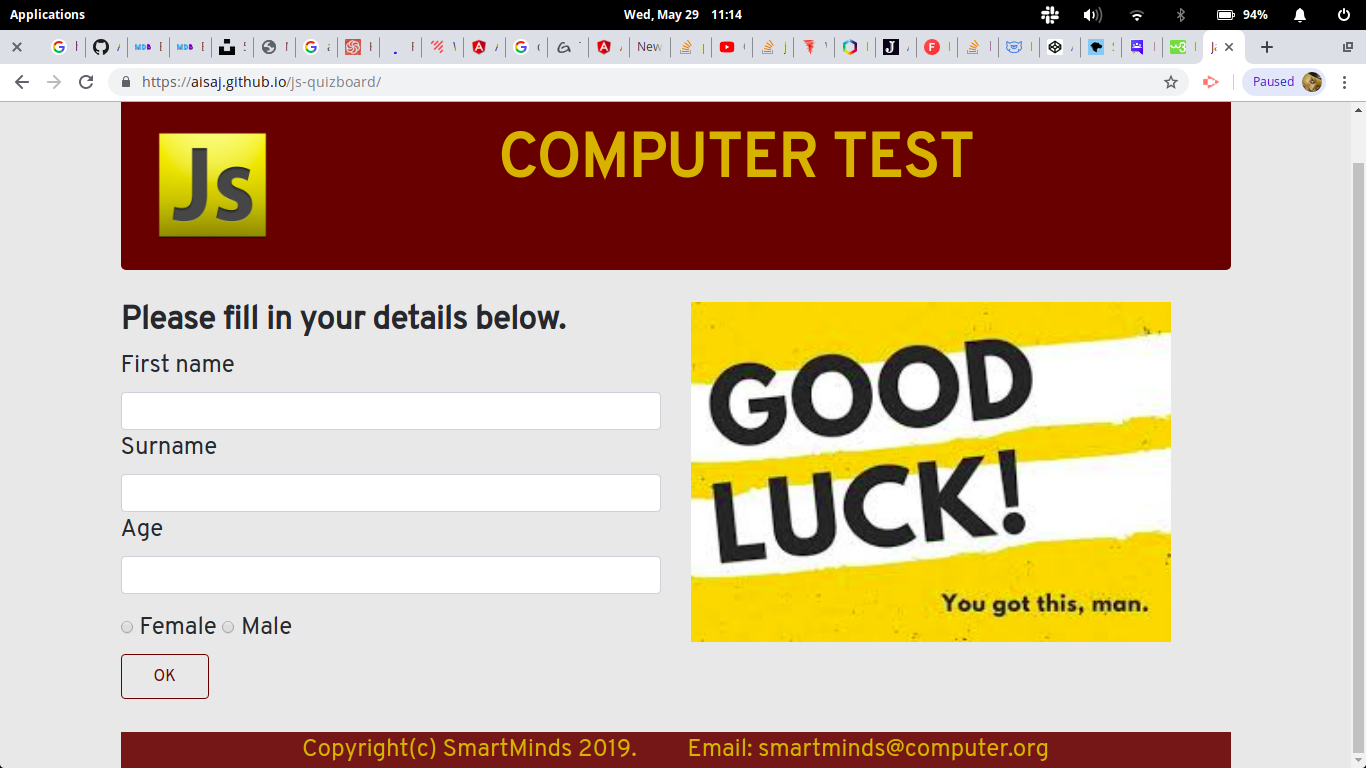 Applications
Wed, May 29 11:14
94%
New
https://aisaj.github.io/js-quizboard/
Paused
Js
COMPUTER TEST
Please fill in your details below.
First name
Surname
Age
Female Male
OK
GOOD
LUCK!
You got this, man.
Copyright(c) SmartMinds 2019. Email: smartminds@computer.org